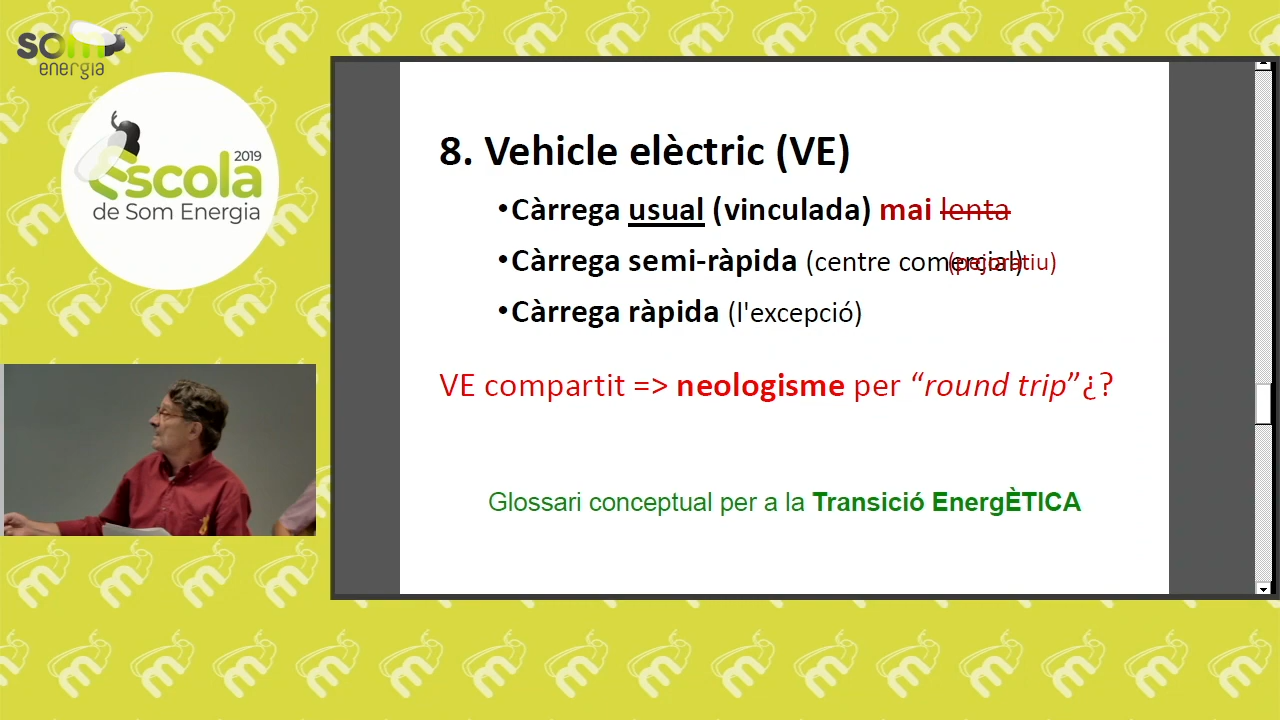 som
energia
2019
Escola
de Som Energia
8. Vehicle elèctric (VE)
•Càrrega usual (vinculada) mai lenta
•Càrrega semi-ràpida (centre comercial)
(pejoratiu)
•Càrrega ràpida (l'excepció)
VE compartit => neologisme per “round trip”¿?
Glossari conceptual per a la Transició EnergÈTICA